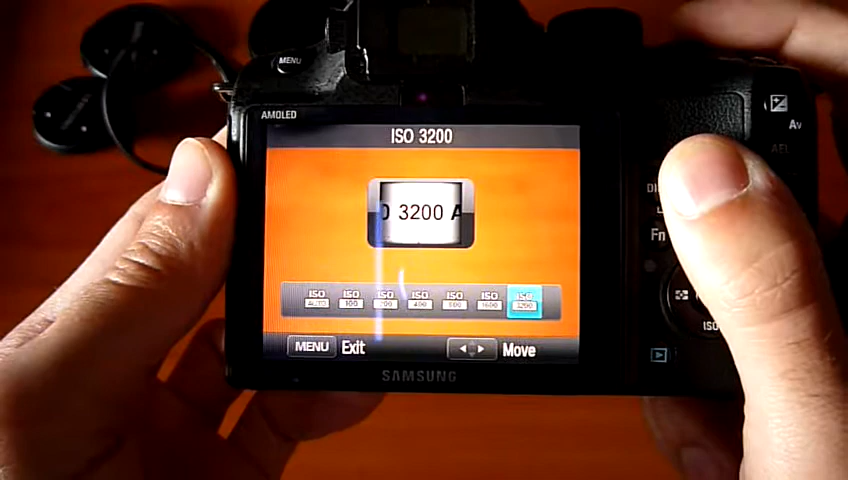 MENU
AMOLED
ISO 3200
O 3200 A
ISO AUTO
ISO 100
ISO 200
ISO 400
ISO 800
ISO 1600
ISO 3200
MENU Exit
Move
SAMSUNG
Av
AEL
Fn
ISO